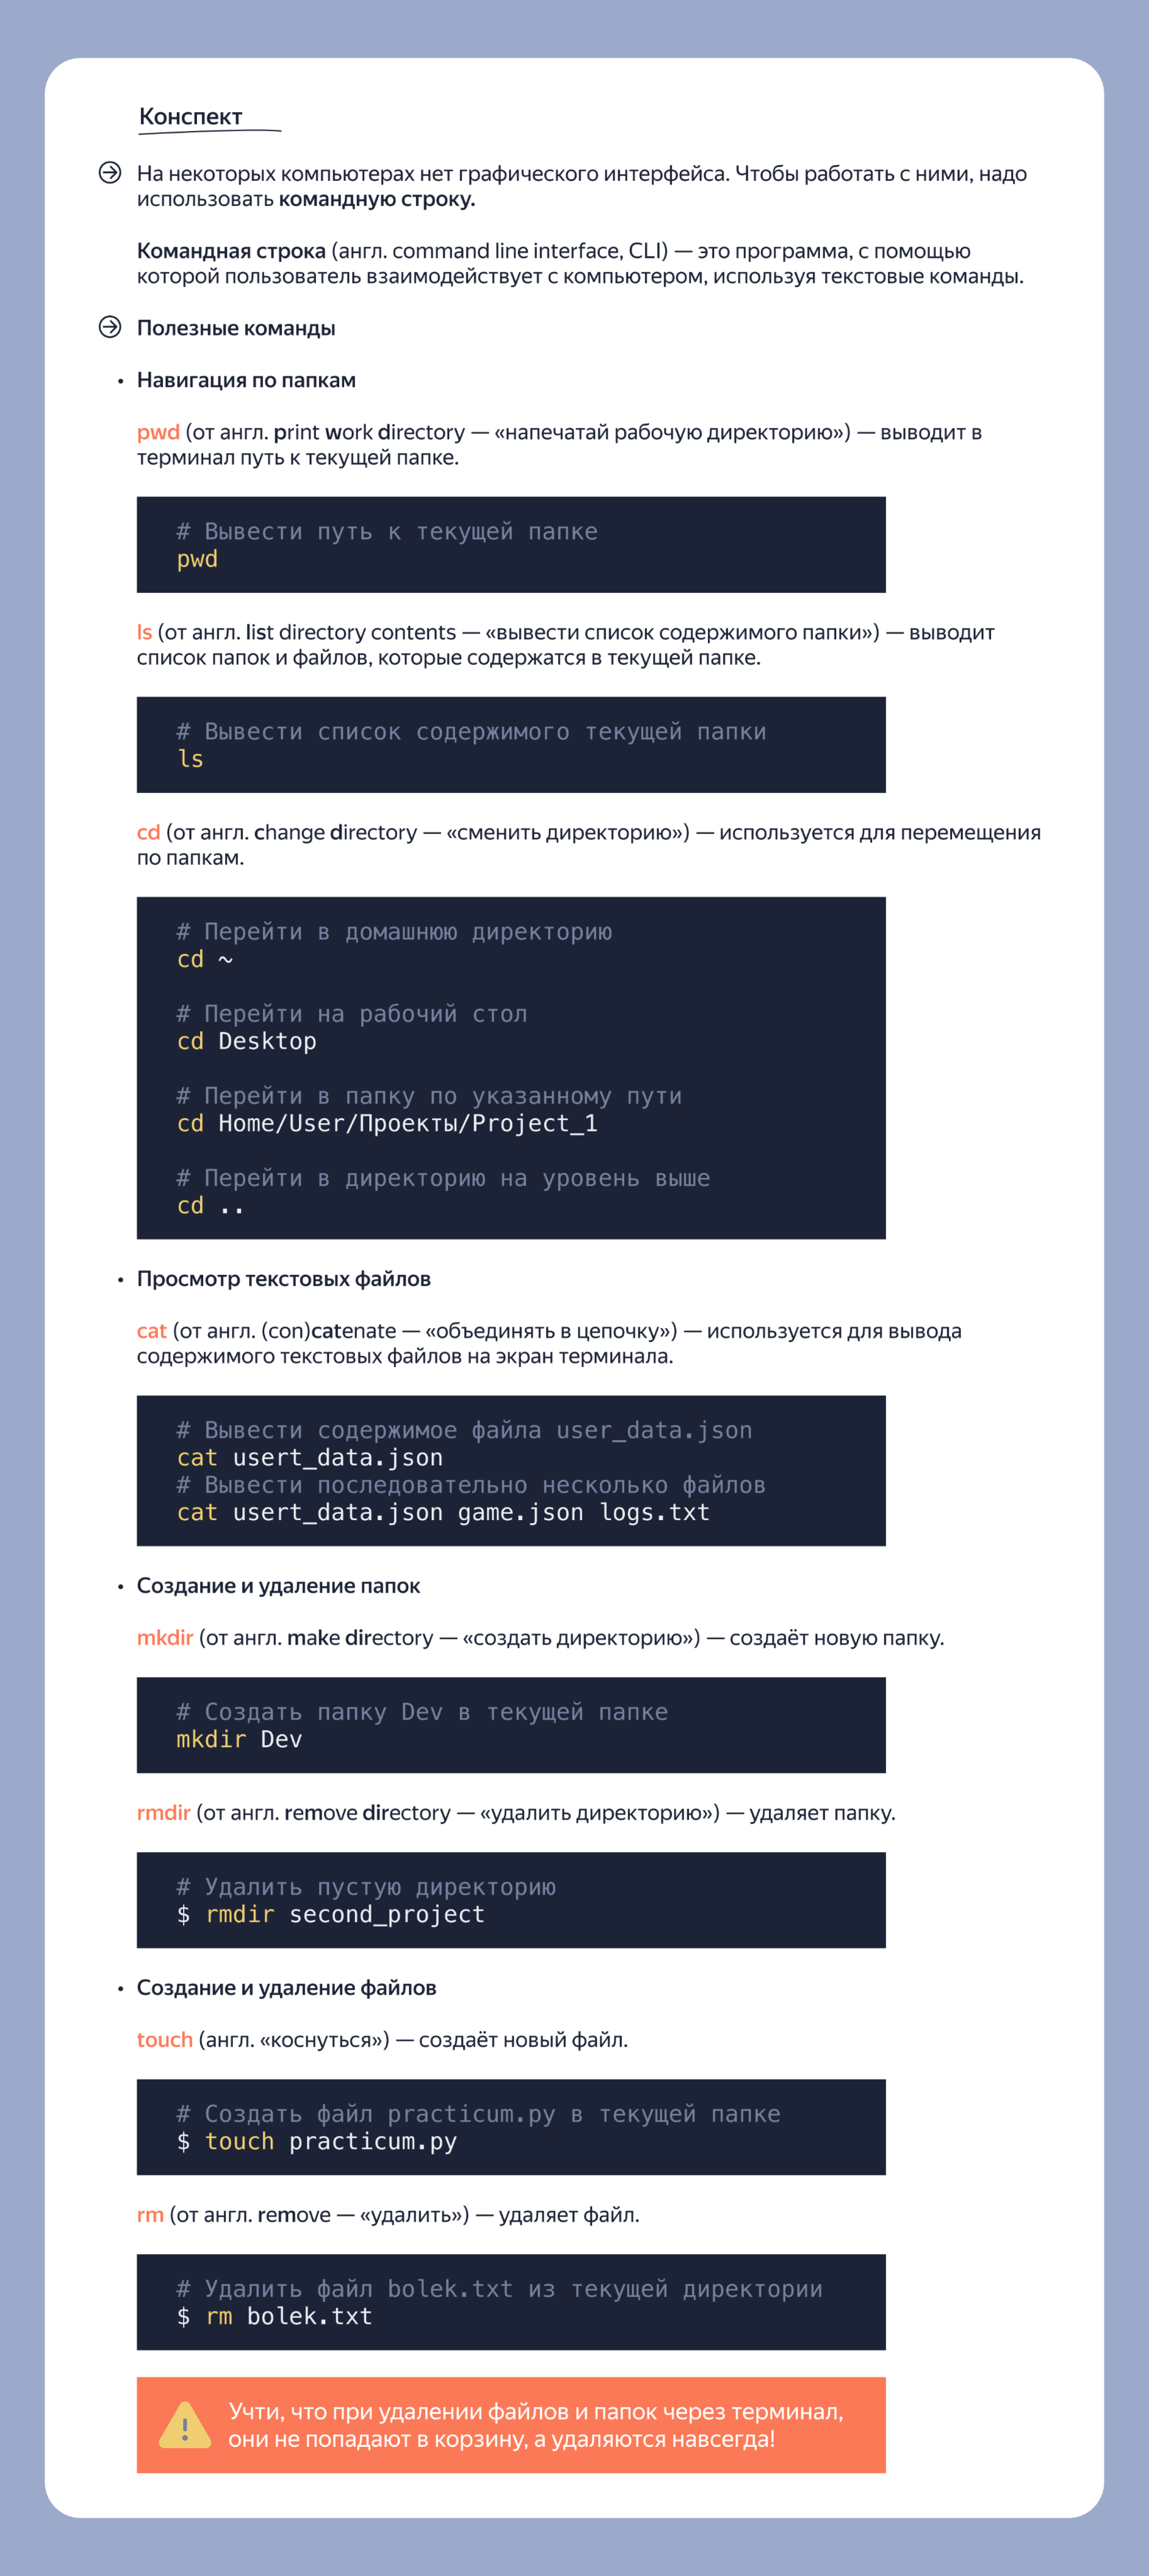 Конспект
На некоторых компьютерах нет графического интерфейса. Чтобы работать с ними, надо
использовать командную строку.
Командная строка (англ. command line interface, CLI) — это программа, с помощью
которой пользователь взаимодействует с компьютером, используя текстовые команды.
Полезные команды
• Навигация по папкам
pwd (от англ. print work directory — «напечатай рабочую директорию») — выводит в
терминал путь к текущей папке.
# Вывести путь к текущей папке
pwd
ls (от англ. list directory contents — «вывести список содержимого папки») — выводит
список папок и файлов, которые содержатся в текущей папке.
# Вывести список содержимого текущей папки
ls
cd (от англ. change directory — «сменить директорию») — используется для перемещения
по папкам.
# Перейти в домашнюю директорию
cd ~
# Перейти на рабочий стол
cd Desktop
# Перейти в папку по указанному пути
cd Home/User/Проекты/Project_1
# Перейти в директорию на уровень выше
cd ..
• Просмотр текстовых файлов
cat (от англ. (con)catenate — «объединять в цепочку») — используется для вывода
содержимого текстовых файлов на экран терминала.
# Вывести содержимое файла user_data.json
cat usert_data.json
# Вывести последовательно несколько файлов
cat usert_data.json game.json logs.txt
• Создание и удаление папок
mkdir (от англ. make directory — «создать директорию») — создаёт новую папку.
# Создать папку Dev в текущей папке
mkdir Dev
rmdir (от англ. remove directory — «удалить директорию») — удаляет папку.
# Удалить пустую директорию
$ rmdir second_project
• Создание и удаление файлов
touch (англ. «коснуться») — создаёт новый файл.
# Создать файл practicum.py в текущей папке
$ touch practicum.py
rm (от англ. remove — «удалить») — удаляет файл.
# Удалить файл bolek.txt из текущей директории
$ rm bolek.txt
Учти, что при удалении файлов и папок через терминал,
они не попадают в корзину, а удаляются навсегда!